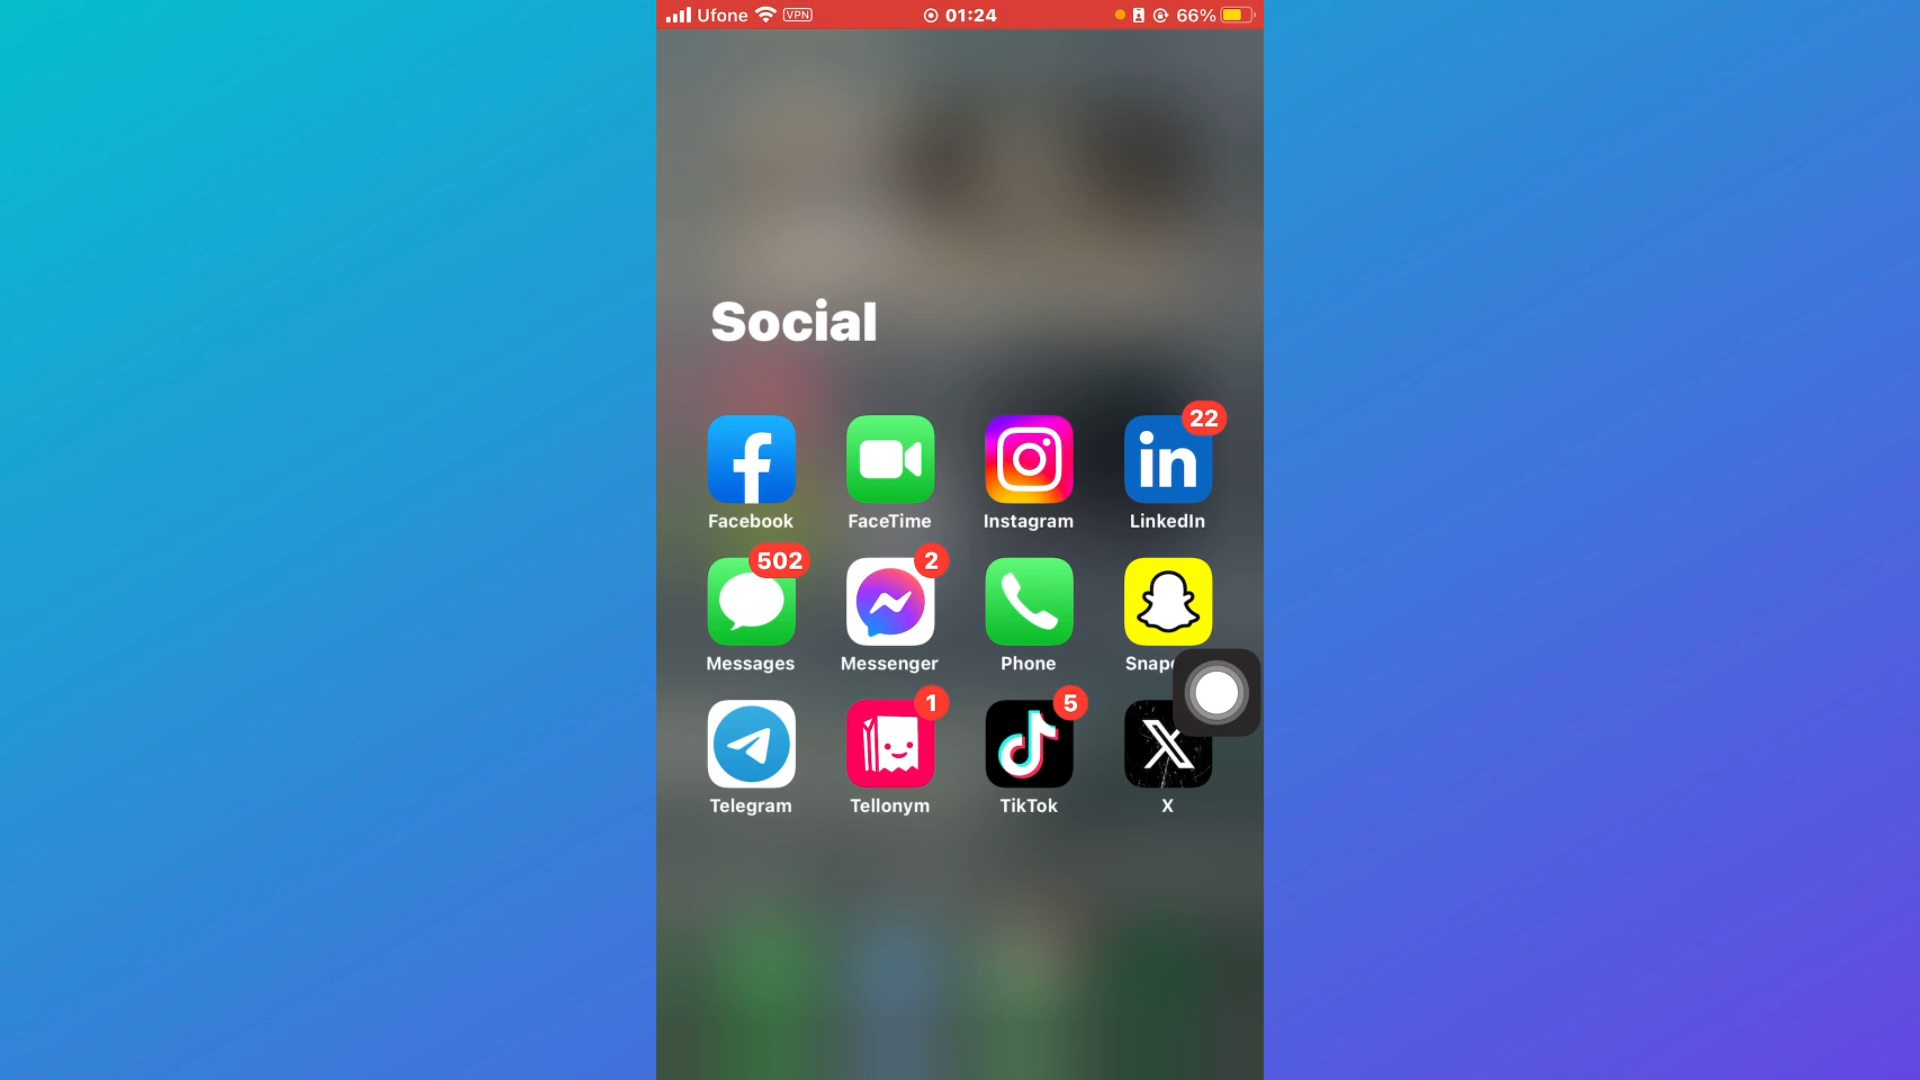 Ufone VPN 01:24 66%
Social
22
Facebook FaceTime Instagram LinkedIn
502 2
Messages Messenger Phone Snap
1 5
Telegram Tellonym TikTok X